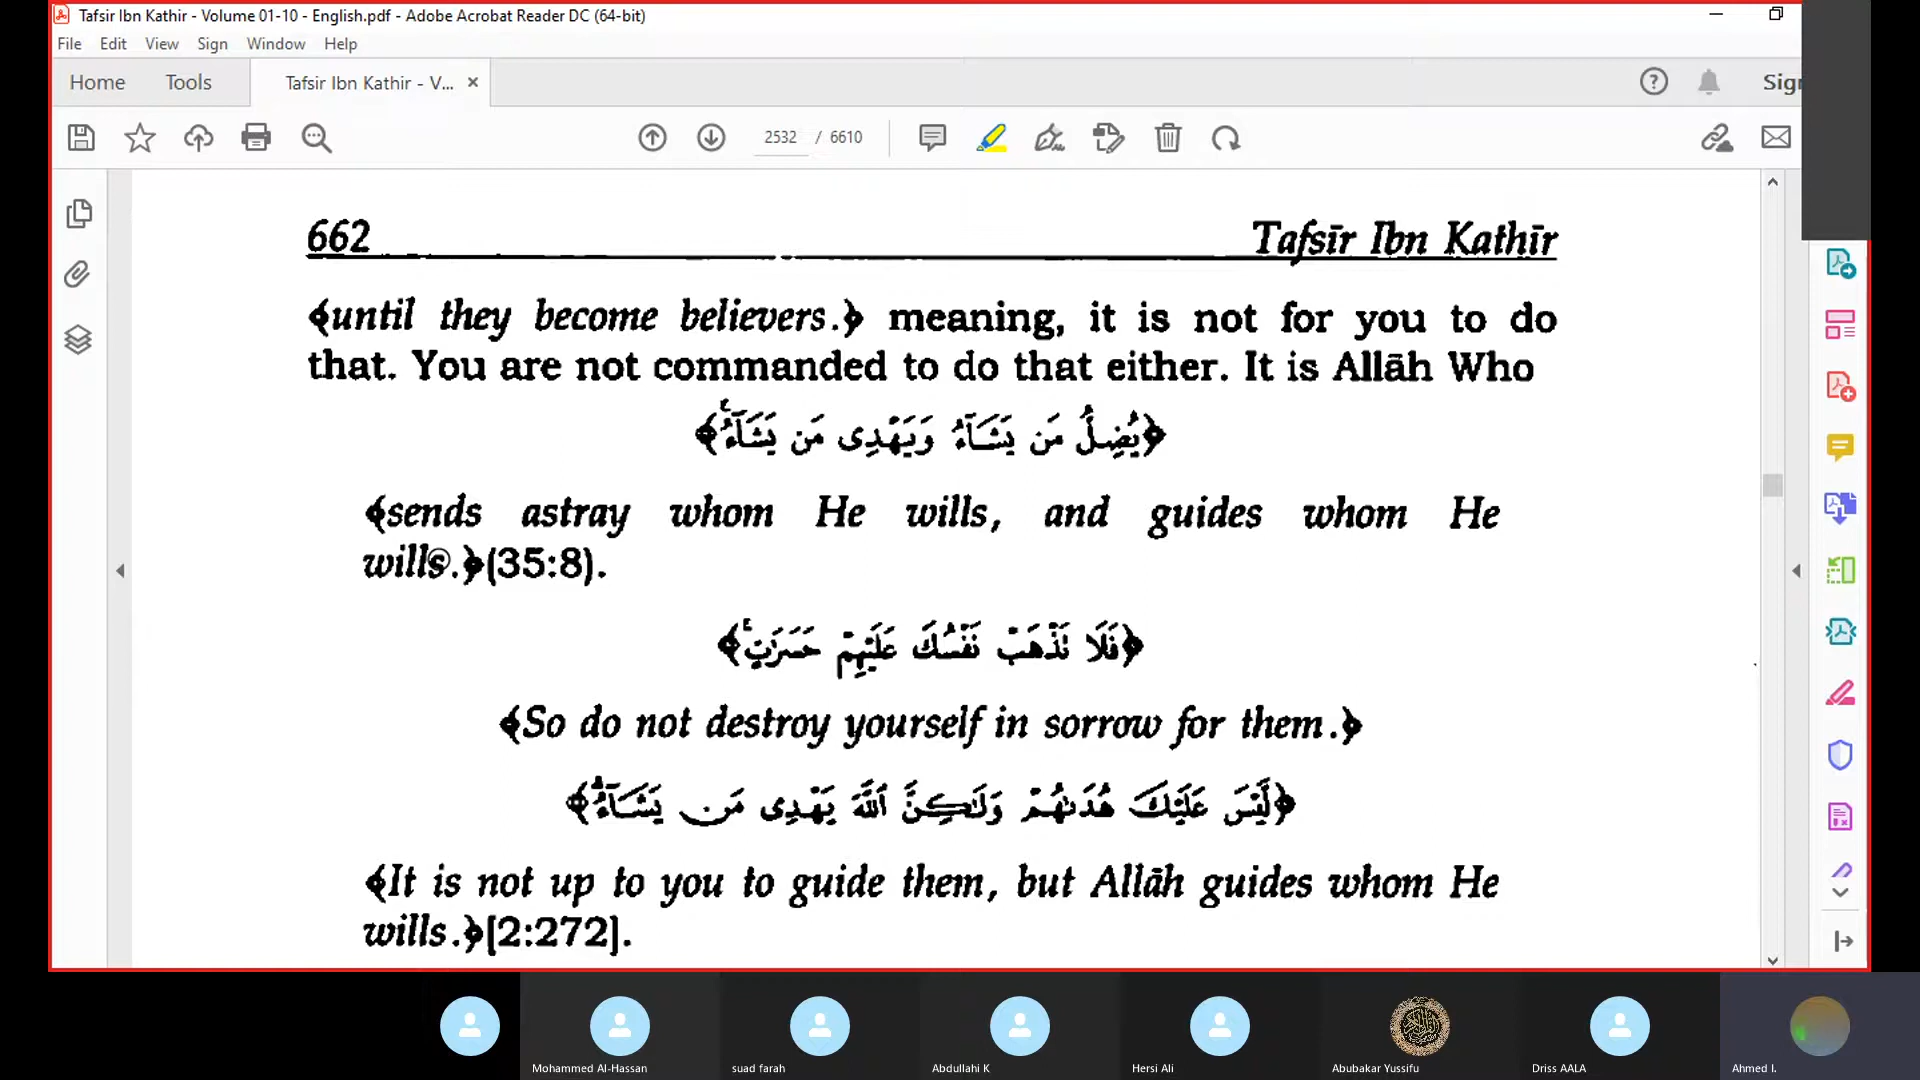 Tafsir Ibn Kathir - Volume 01-10 - English.pdf - Adobe Acrobat Reader DC (64-bit)
File Edit View Sign Window Help
Home Tools Tafsir Ibn Kathir - V... Sign
2532 / 6610
662 Tafsīr Ibn Kathīr
﴾until they become believers.﴿ meaning, it is not for you to do
that. You are not commanded to do that either. It is Allāh Who
﴿يُضِلُّ مَن يَشَآءُ وَيَهْدِى مَن يَشَآءُ﴾
﴾sends astray whom He wills, and guides whom He
wills.﴿(35:8).
﴿فَلَا تَذْهَبْ نَفْسُكَ عَلَيْهِمْ حَسَرَٰتٍ﴾
﴾So do not destroy yourself in sorrow for them.﴿
﴿لَّيْسَ عَلَيْكَ هُدَىٰهُمْ وَلَٰكِنَّ ٱللَّهَ يَهْدِى مَن يَشَآءُ﴾
﴾It is not up to you to guide them, but Allāh guides whom He
wills.﴿[2:272].
Mohammed Al-Hassan suad farah Abdullahi K Hersi Ali Abubakar Yussifu Driss AALA Ahmed I.